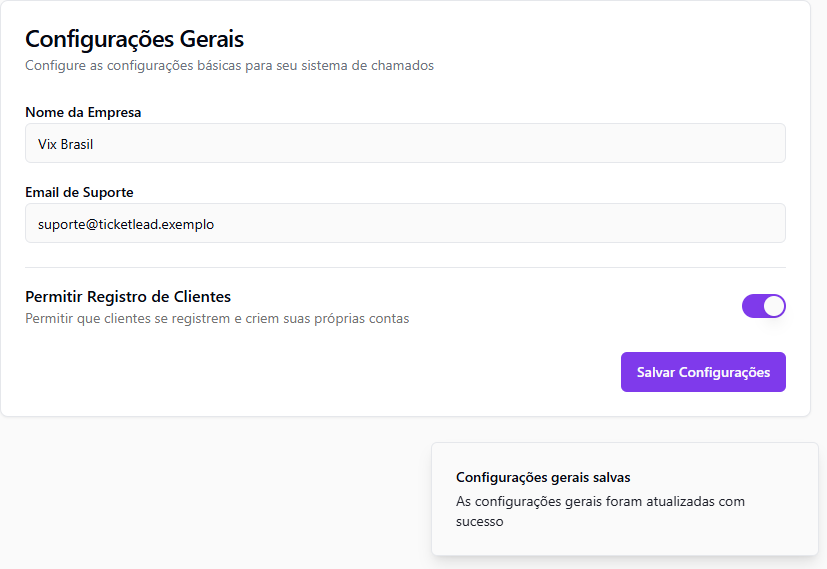 Configurações Gerais
Configure as configurações básicas para seu sistema de chamados
Nome da Empresa
Vix Brasil
Email de Suporte
suporte@ticketlead.exemplo
Permitir Registro de Clientes
Permitir que clientes se registrem e criem suas próprias contas
Salvar Configurações
Configurações gerais salvas
As configurações gerais foram atualizadas com
sucesso